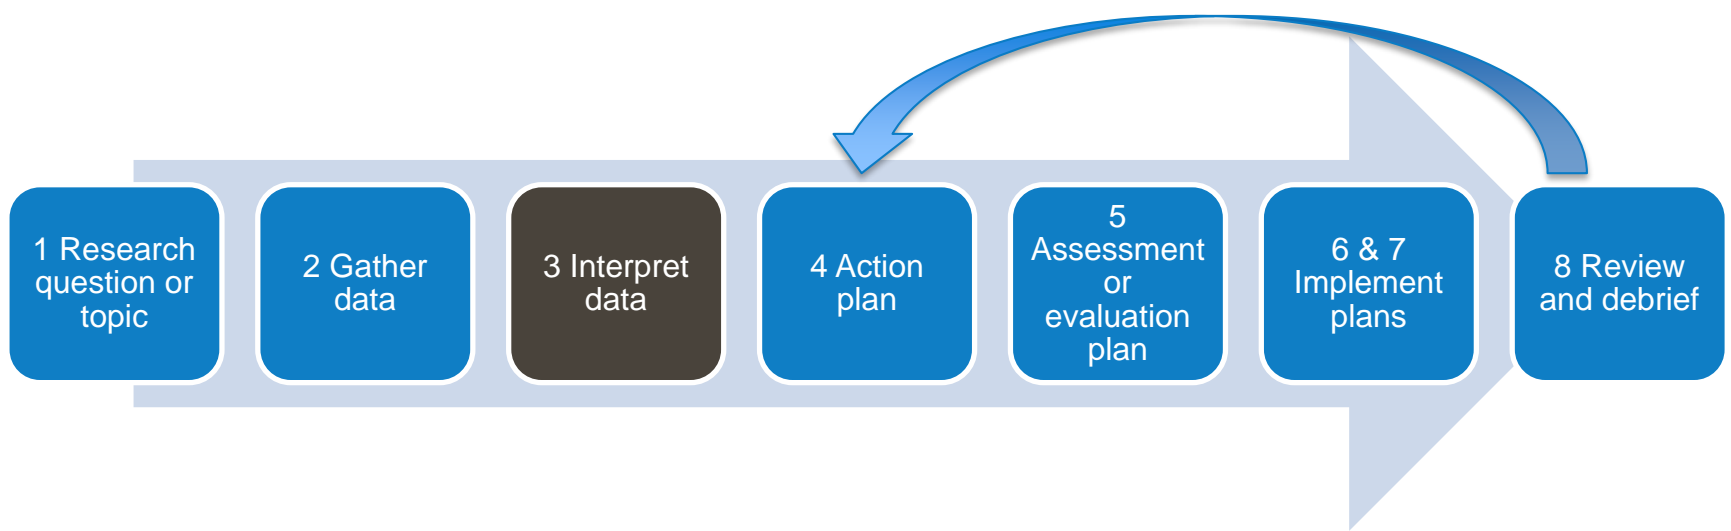 1 Research
question or
topic
2 Gather
data
3 Interpret
data
4 Action
plan
5
Assessment
or
evaluation
plan
6 & 7
Implement
plans
8 Review
and debrief